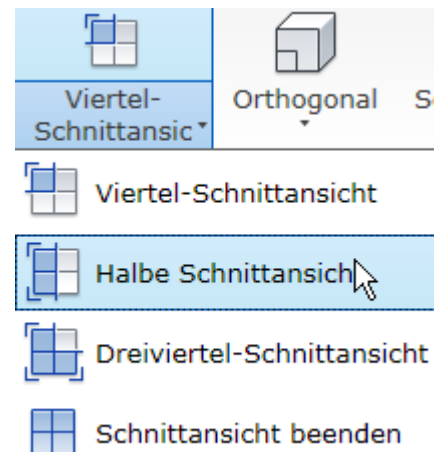 Viertel-
Schnittansic
Orthogonal
S
Viertel-Schnittansicht
Halbe Schnittansich
Dreiviertel-Schnittansicht
Schnittansicht beenden